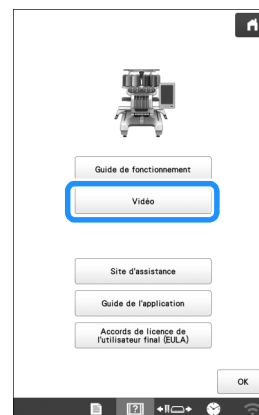 Guide de fonctionnement
Vidéo
Site d'assistance
Guide de l'application
Accords de licence de
l'utilisateur final (EULA)
OK
?